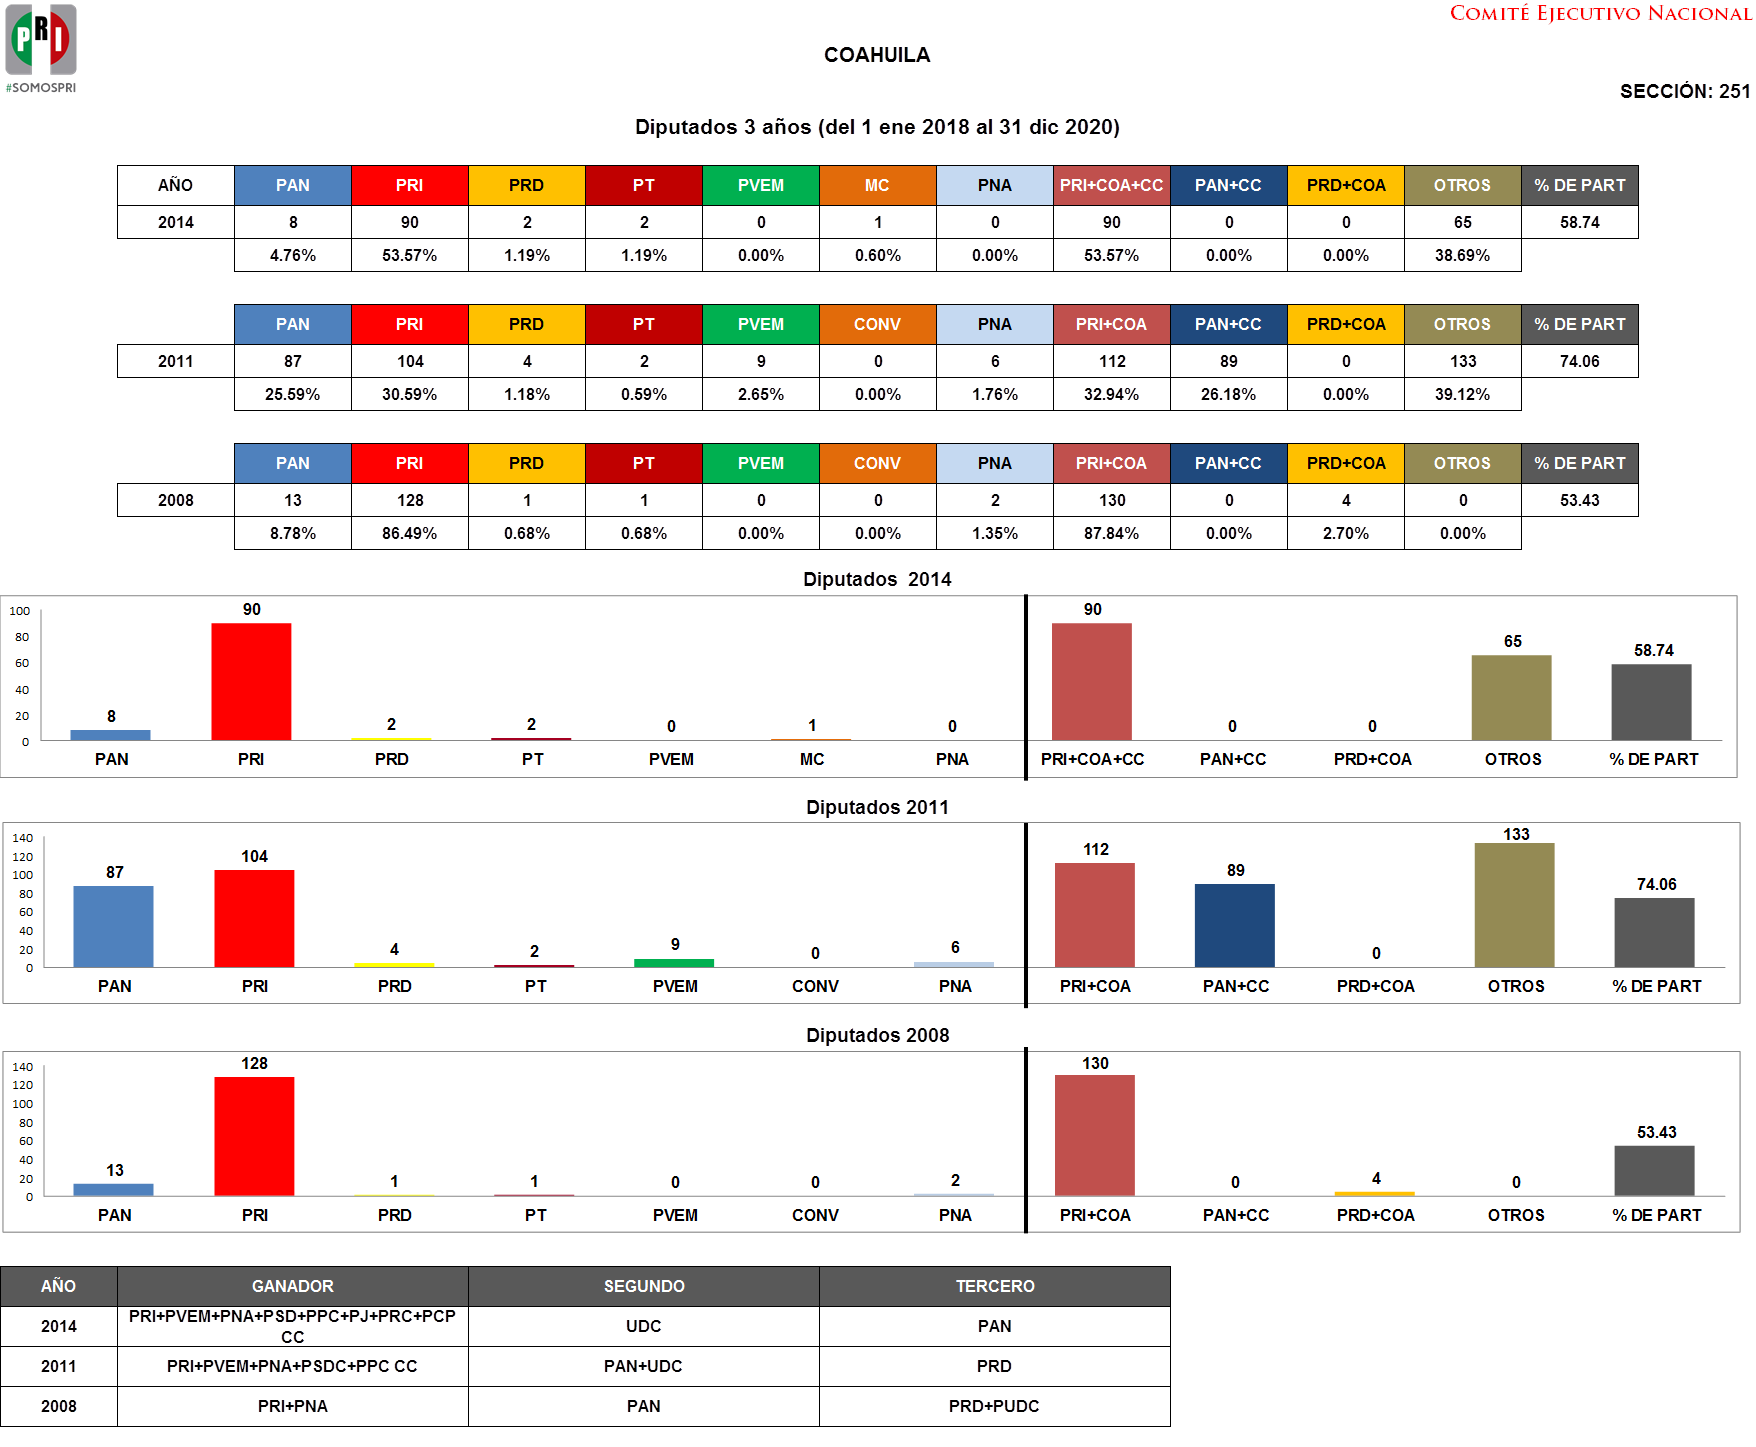 PRI
#SOMOSPRI
COMITÉ EJECUTIVO NACIONAL
COAHUILA
SECCIÓN: 251
Diputados 3 años (del 1 ene 2018 al 31 dic 2020)
AÑO PAN PRI PRD PT PVEM MC PNA PRI+COA+CC PAN+CC PRD+COA OTROS % DE PART
2014 8 90 2 2 0 1 0 90 0 0 65 58.74
4.76% 53.57% 1.19% 1.19% 0.00% 0.60% 0.00% 53.57% 0.00% 0.00% 38.69%
PAN PRI PRD PT PVEM CONV PNA PRI+COA PAN+CC PRD+COA OTROS % DE PART
2011 87 104 4 2 9 0 6 112 89 0 133 74.06
25.59% 30.59% 1.18% 0.59% 2.65% 0.00% 1.76% 32.94% 26.18% 0.00% 39.12%
PAN PRI PRD PT PVEM CONV PNA PRI+COA PAN+CC PRD+COA OTROS % DE PART
2008 13 128 1 1 0 0 2 130 0 4 0 53.43
8.78% 86.49% 0.68% 0.68% 0.00% 0.00% 1.35% 87.84% 0.00% 2.70% 0.00%
Diputados 2014
100
80
60
40
20
0
8 90 2 2 0 1 0 90 0 0 65 58.74
PAN PRI PRD PT PVEM MC PNA PRI+COA+CC PAN+CC PRD+COA OTROS % DE PART
Diputados 2011
140
120
100
80
60
40
20
0
87 104 4 2 9 0 6 112 89 0 133 74.06
PAN PRI PRD PT PVEM CONV PNA PRI+COA PAN+CC PRD+COA OTROS % DE PART
Diputados 2008
140
120
100
80
60
40
20
0
13 128 1 1 0 0 2 130 0 4 0 53.43
PAN PRI PRD PT PVEM CONV PNA PRI+COA PAN+CC PRD+COA OTROS % DE PART
AÑO GANADOR SEGUNDO TERCERO
2014 PRI+PVEM+PNA+PSD+PPC+PJ+PRC+PCP CC UDC PAN
2011 PRI+PVEM+PNA+PSDC+PPC CC PAN+UDC PRD
2008 PRI+PNA PAN PRD+PUDC